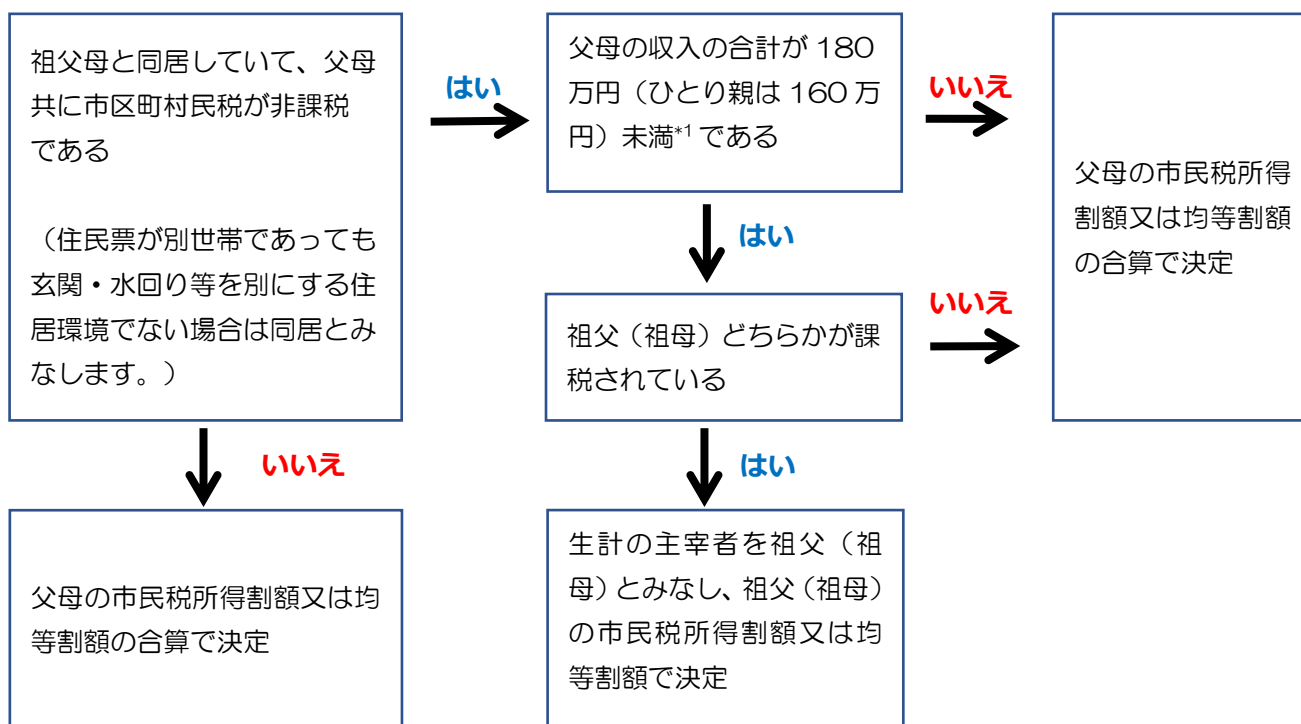 祖父母と同居していて、父母
共に市区町村民税が非課税
である
（住民票が別世帯であっても
玄関・水回り等を別にする住
居環境でない場合は同居とみ
なします。）
はい
父母の収入の合計が 180
万円（ひとり親は 160 万
円）未満*1 である
いいえ
父母の市民税所得
割額又は均等割額
の合算で決定
はい
祖父（祖母）どちらかが課
税されている
いいえ
いいえ
はい
父母の市民税所得割額又は均
等割額の合算で決定
生計の主宰者を祖父（祖
母）とみなし、祖父（祖母）
の市民税所得割額又は均
等割額で決定